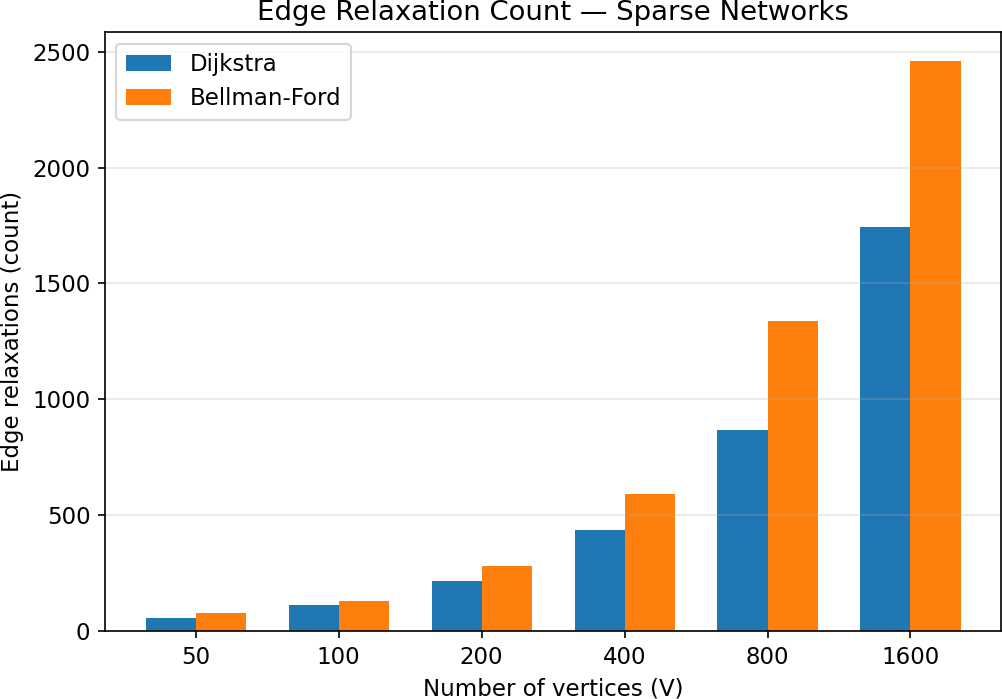 Edge Relaxation Count — Sparse Networks
Dijkstra
Bellman-Ford
Edge relaxations (count)
2500
2000
1500
1000
500
0
50 100 200 400 800 1600
Number of vertices (V)